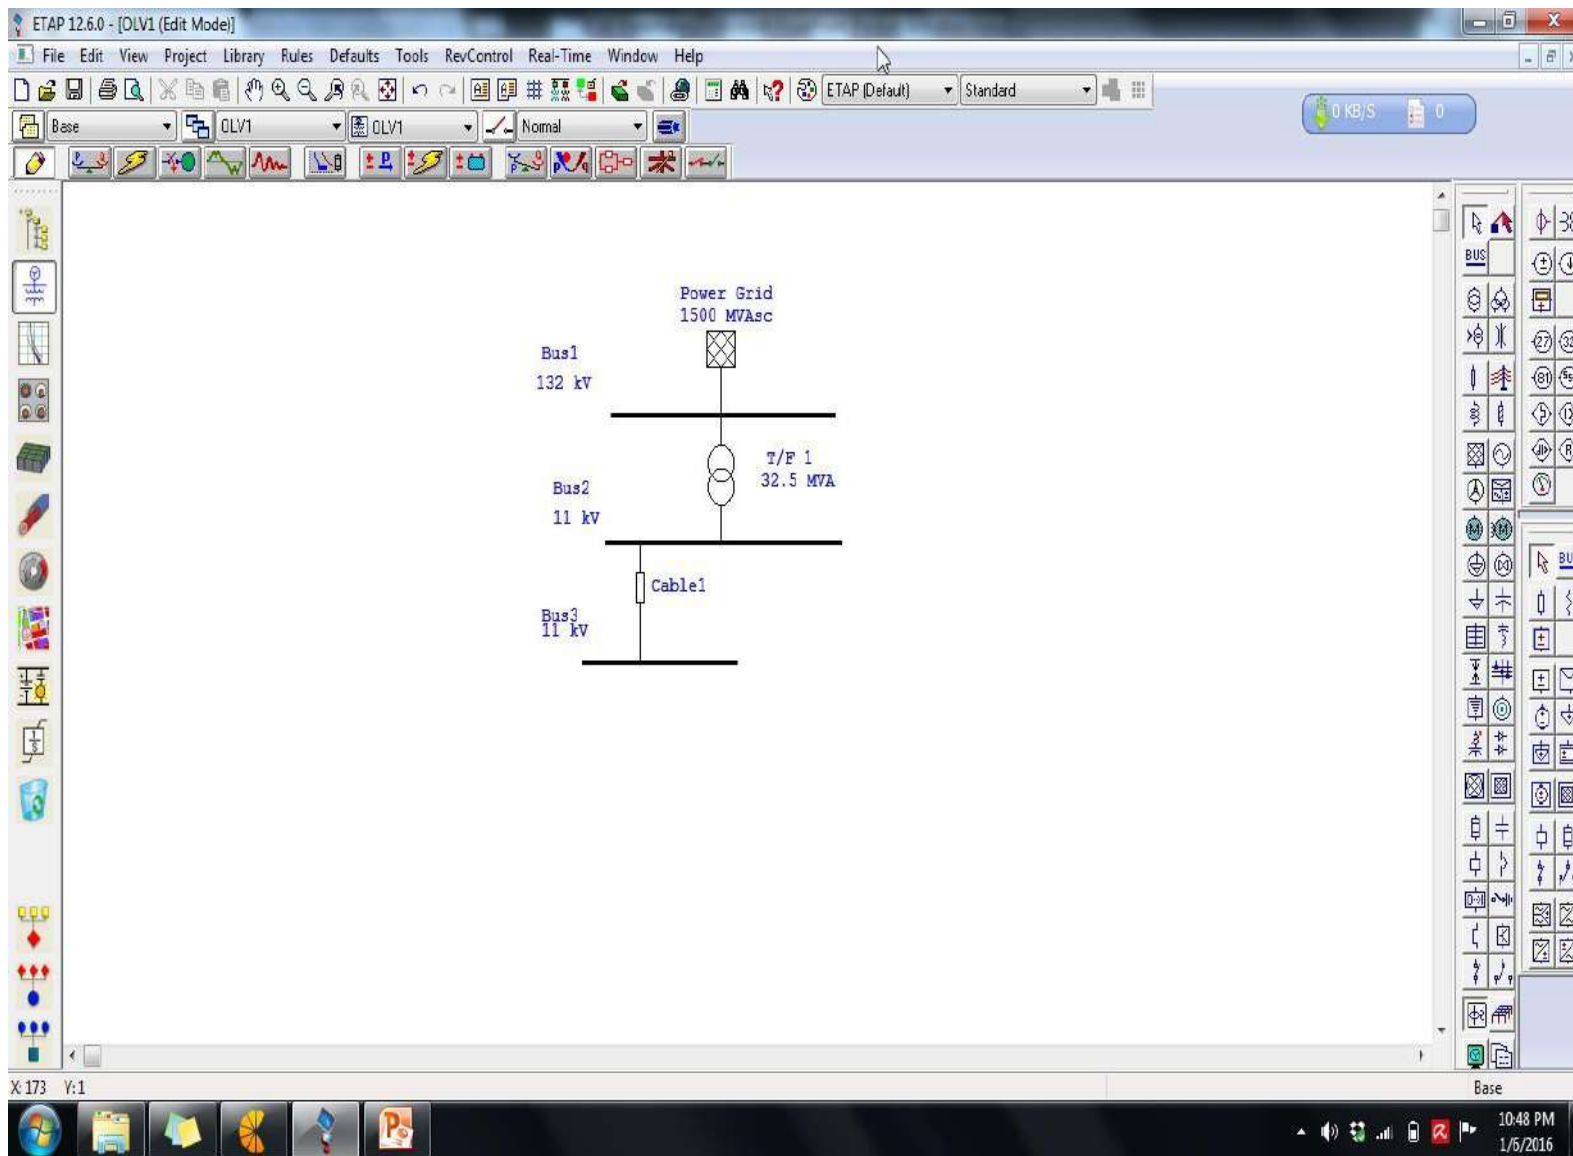 ETAP 12.6.0 - [OLV1 (Edit Mode)]
File Edit View Project Library Rules Defaults Tools RevControl Real-Time Window Help
ETAP (Default) Standard
0 KB/S 0
Base OLV1 OLV1 Normal
Power Grid
1500 MVAsc
Bus1
132 kV
T/F 1
32.5 MVA
Bus2
11 kV
Cable1
Bus3
11 kV
BUS
27
81
X: 173 Y: 1
Base
10:48 PM
1/6/2016